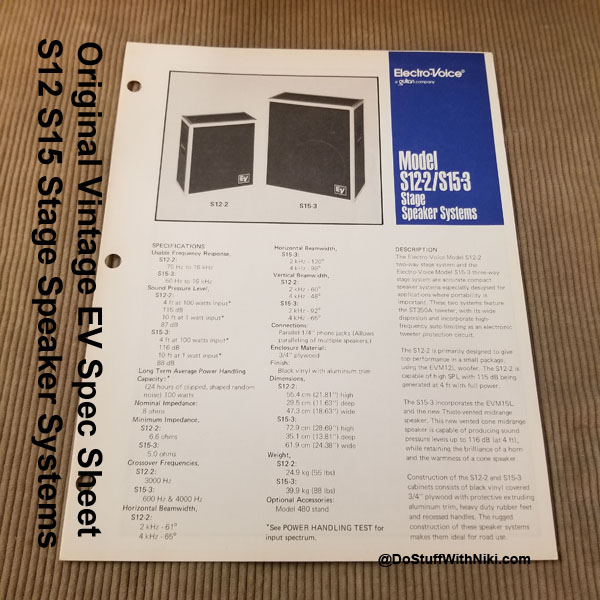 Original Vintage EV Spec Sheet
S12 S15 Stage Speaker Systems
Electro-Voice®
a gulton company
Model
S12-2/S15-3
Stage
Speaker Systems
EV
S12-2
EV
S15-3
SPECIFICATIONS
Usable Frequency Response,
S12-2:
75 Hz to 16 kHz
S15-3:
50 Hz to 16 kHz
Sound Pressure Level,
S12-2:
4 ft at 100 watts input*
115 dB
10 ft at 1 watt input*
87 dB
S15-3:
4 ft at 100 watts input*
116 dB
10 ft at 1 watt input*
88 dB
Long Term Average Power Handling
Capacity:*
(24 hours of clipped, shaped random
noise) 100 watts
Nominal Impedance:
8 ohms
Minimum Impedance,
S12-2:
6.6 ohms
S15-3:
5.0 ohms
Crossover Frequencies,
S12-2:
3000 Hz
S15-3:
600 Hz & 4000 Hz
Horizontal Beamwidth,
S12-2:
2 kHz - 61°
4 kHz - 65°
Horizontal Beamwidth,
S15-3:
2 kHz - 120°
4 kHz - 98°
Vertical Beamwidth,
S12-2:
2 kHz - 60°
4 kHz - 48°
S15-3:
2 kHz - 92°
4 kHz - 66°
Connections:
Parallel 1/4" phone jacks (Allows
paralleling of multiple speakers.)
Enclosure Material:
3/4" plywood
Finish:
Black vinyl with aluminum trim
Dimensions,
S12-2:
55.4 cm (21.81") high
29.5 cm (11.63") deep
47.3 cm (18.63") wide
S15-3:
72.9 cm (28.69") high
35.1 cm (13.81") deep
61.9 cm (24.38") wide
Weight,
S12-2:
24.9 kg (55 lbs)
S15-3:
39.9 kg (88 lbs)
Optional Accessories:
Model 480 stand
*See POWER HANDLING TEST for
input spectrum.
DESCRIPTION
The Electro-Voice Model S12-2
two-way stage system and the
Electro-Voice Model S15-3 three-way
stage system are accurate compact
speaker systems especially designed for
applications where portability is
important. These two systems feature
the ST350A tweeter, with its wide
dispersion and incorporates high-
frequency auto limiting as an electronic
tweeter protection circuit.
The S12-2 is primarily designed to give
top performance in a small package,
using the EVM12L woofer. The S12-2 is
capable of high SPL with 115 dB being
generated at 4 ft with full power.
The S15-3 incorporates the EVM15L
and the new Thiele-vented midrange
speaker. This new vented cone midrange
speaker is capable of producing sound
pressure levels up to 116 dB (at 4 ft),
while retaining the brilliance of a horn
and the warmness of a cone speaker.
Construction of the S12-2 and S15-3
cabinets consists of black vinyl covered
3/4" plywood with protective extruding
aluminum trim, heavy duty rubber feet
and recessed handles. The rugged
construction of these speaker systems
makes them ideal for road use.
@DoStuffWithNiki.com